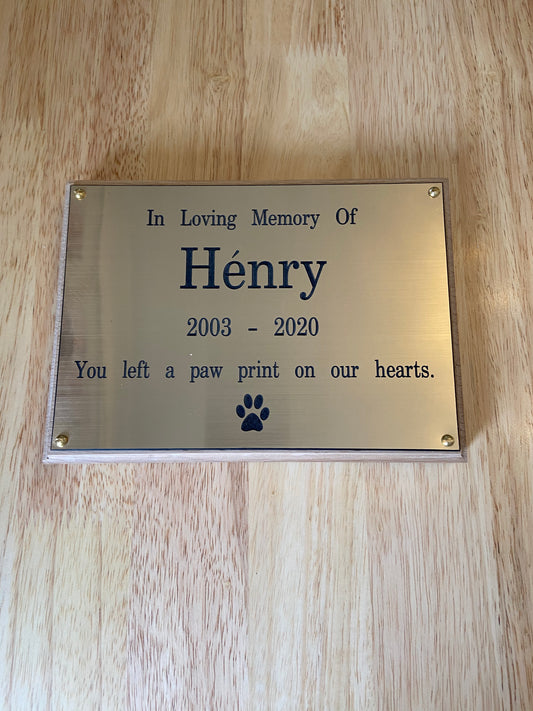 In Loving Memory Of
Hénry
2003 - 2020
You left a paw print on our hearts.